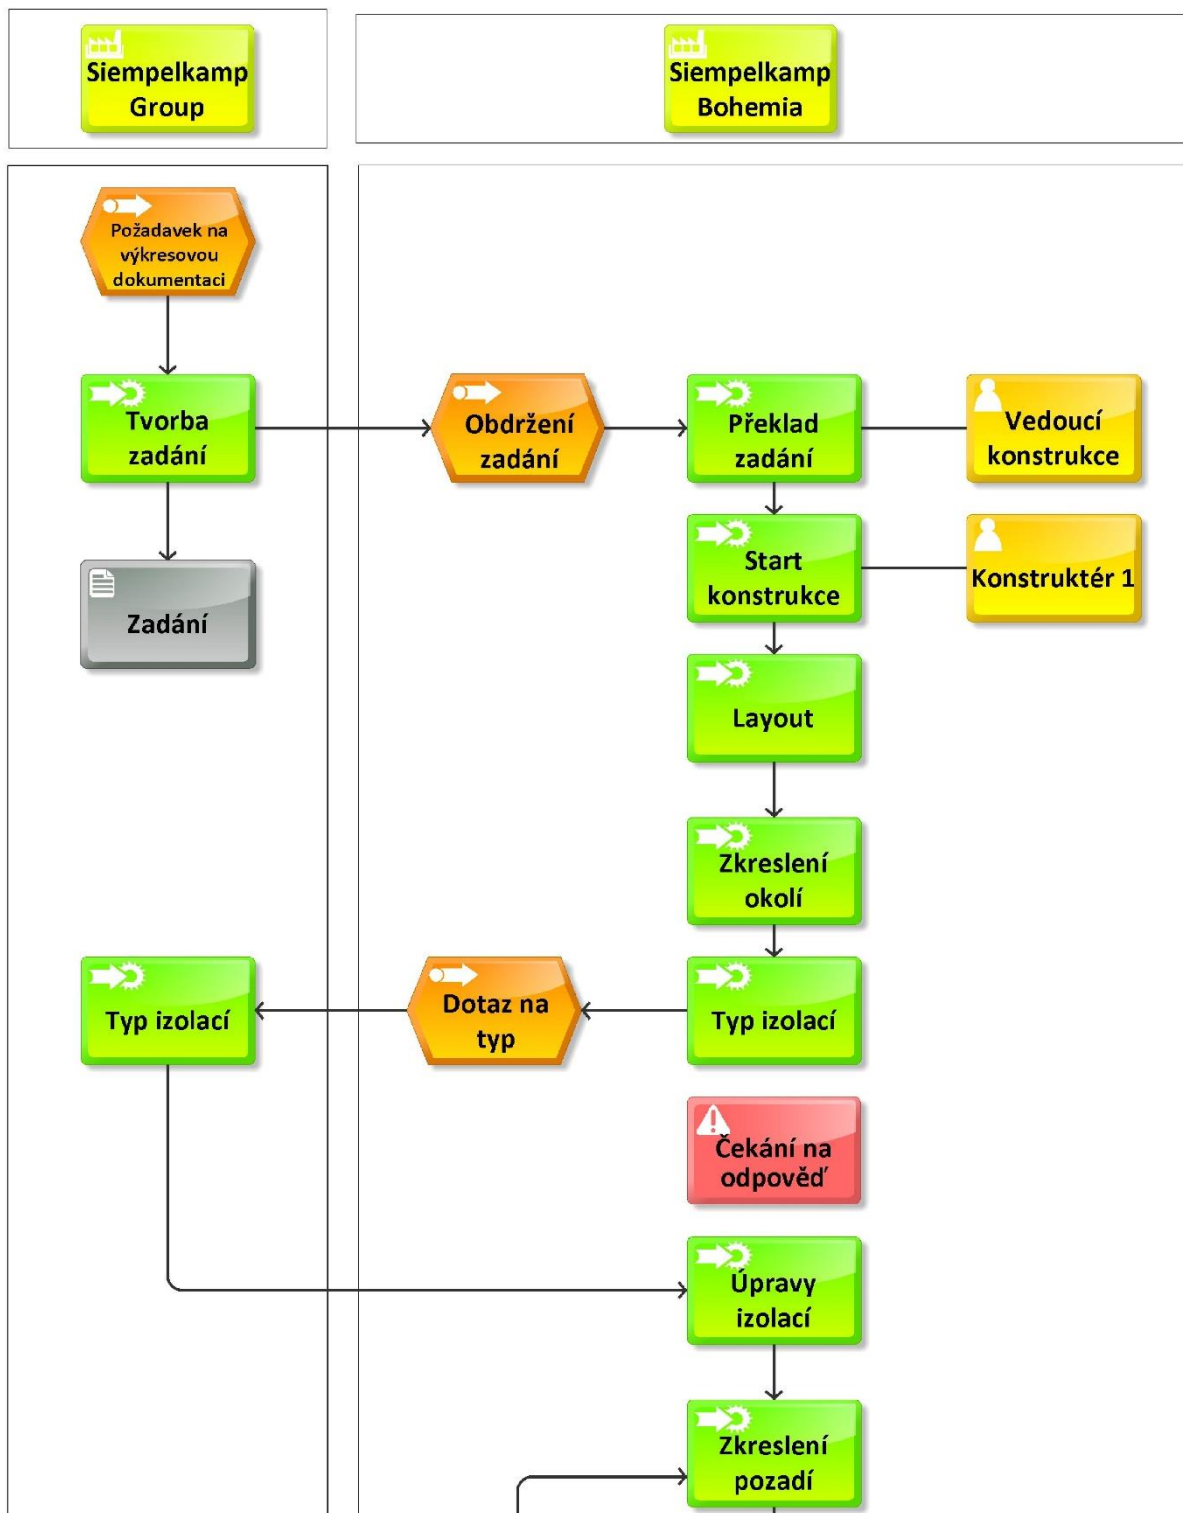 Siempelkamp
Group
Siempelkamp
Bohemia
Požadavek na
výkresovou
dokumentaci
Tvorba
zadání
Obdržení
zadání
Překlad
zadání
Vedoucí
konstrukce
Zadání
Start
konstrukce
Konstruktér 1
Layout
Zkreslení
okolí
Typ izolací
Dotaz na
typ
Typ izolací
Čekání na
odpověď
Úpravy
izolací
Zkreslení
pozadí